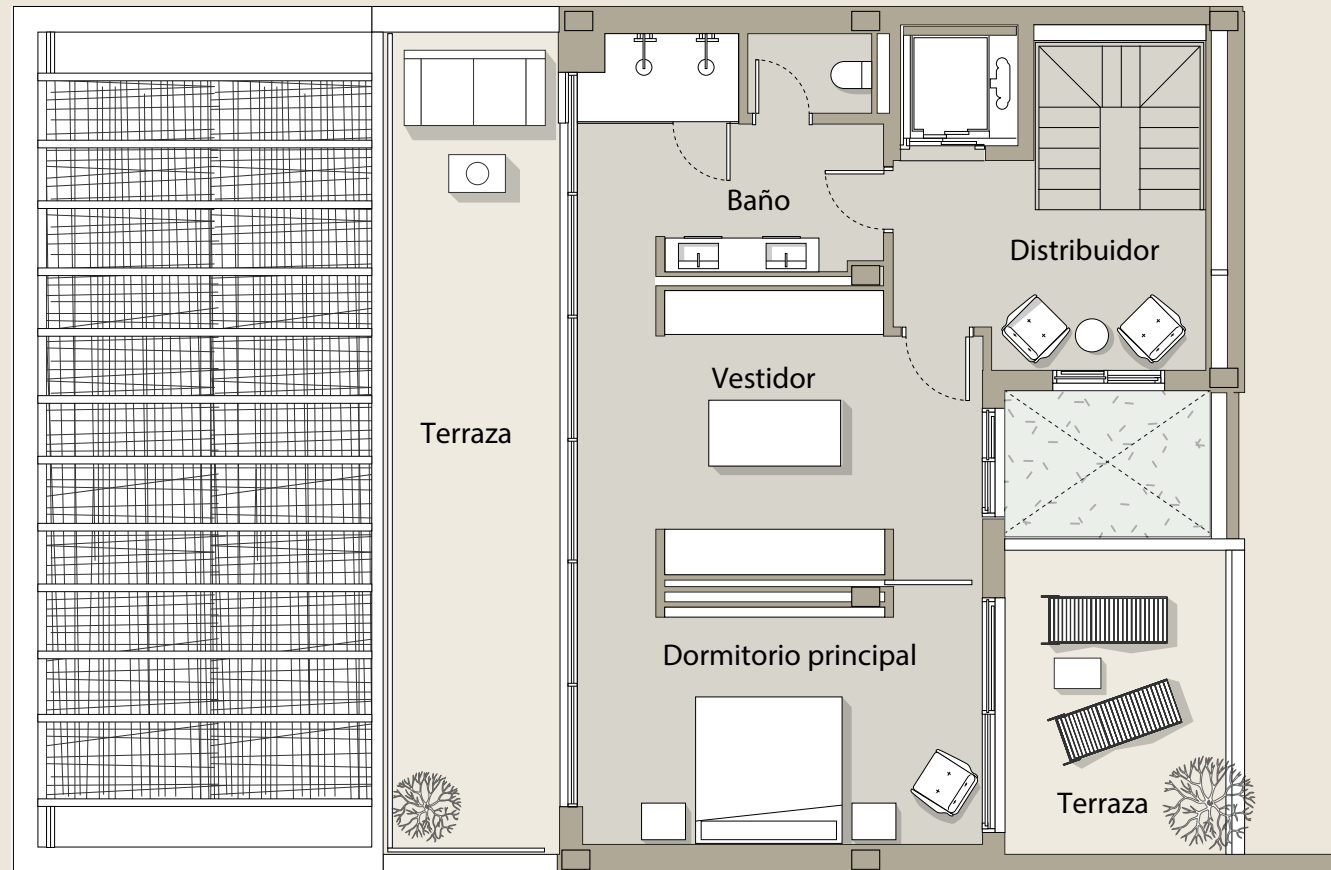 Baño
Distribuidor
Vestidor
Terraza
Dormitorio principal
Terraza